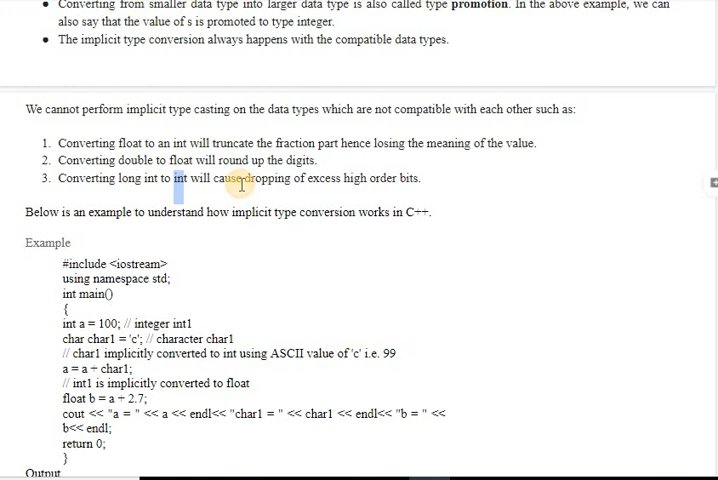 Converting from smaller data type into larger data type is also called type promotion. In the above example, we can
also say that the value of s is promoted to type integer.
The implicit type conversion always happens with the compatible data types.
We cannot perform implicit type casting on the data types which are not compatible with each other such as:
1. Converting float to an int will truncate the fraction part hence losing the meaning of the value.
2. Converting double to float will round up the digits.
3. Converting long int to int will cause dropping of excess high order bits.
Below is an example to understand how implicit type conversion works in C++.
Example
#include <iostream>
using namespace std;
int main()
{
int a = 100; // integer int1
char char1 = 'c'; // character char1
// char1 implicitly converted to int using ASCII value of 'c' i.e. 99
a = a + char1;
// int1 is implicitly converted to float
float b = a + 2.7;
cout << "a = " << a << endl<< "char1 = " << char1 << endl<< "b = " <<
b<< endl;
return 0;
}
Output